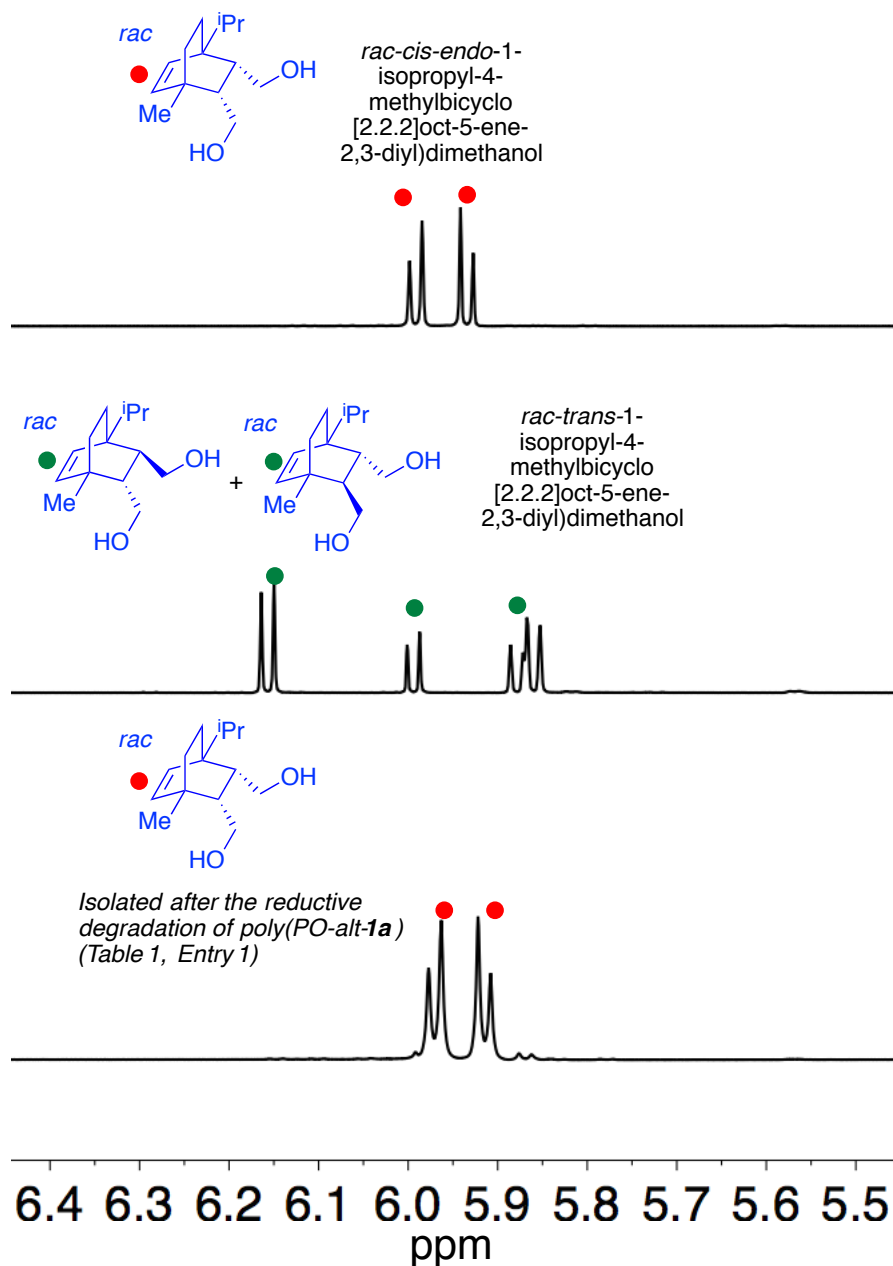 rac
iPr
OH
Me
HO
rac-cis-endo-1-
isopropyl-4-
methylbicyclo
[2.2.2]oct-5-ene-
2,3-diyl)dimethanol
rac
iPr
OH
Me
HO
+
rac
iPr
OH
Me
HO
rac-trans-1-
isopropyl-4-
methylbicyclo
[2.2.2]oct-5-ene-
2,3-diyl)dimethanol
rac
iPr
OH
Me
HO
Isolated after the reductive
degradation of poly(PO-alt-1a)
(Table 1, Entry 1)
6.4 6.3 6.2 6.1 6.0 5.9 5.8 5.7 5.6 5.5
ppm